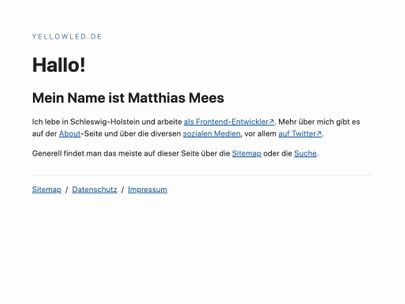 YELLOWLED.DE
Hallo!
Mein Name ist Matthias Mees
Ich lebe in Schleswig-Holstein und arbeite als Frontend-Entwickler↗. Mehr über mich gibt es
auf der About-Seite und über die diversen sozialen Medien, vor allem auf Twitter↗.
Generell findet man das meiste auf dieser Seite über die Sitemap oder die Suche.
Sitemap / Datenschutz / Impressum